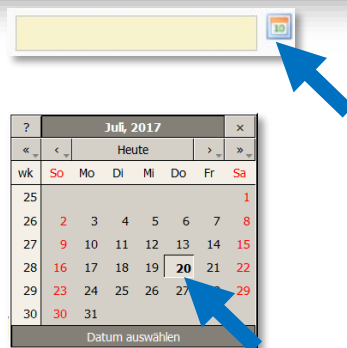 10
? Juli, 2017 ×
« ‹ Heute › »
wk So Mo Di Mi Do Fr Sa
25 1
26 2 3 4 5 6 7 8
27 9 10 11 12 13 14 15
28 16 17 18 19 20 21 22
29 23 24 25 26 27 29
30 30 31
Datum auswählen